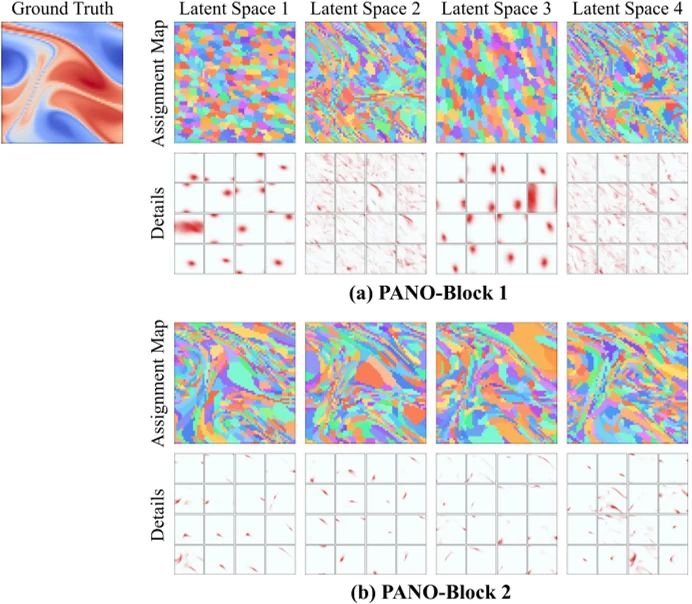 Ground Truth
Latent Space 1
Latent Space 2
Latent Space 3
Latent Space 4
Assignment Map
Details
(a) PANO-Block 1
Assignment Map
Details
(b) PANO-Block 2